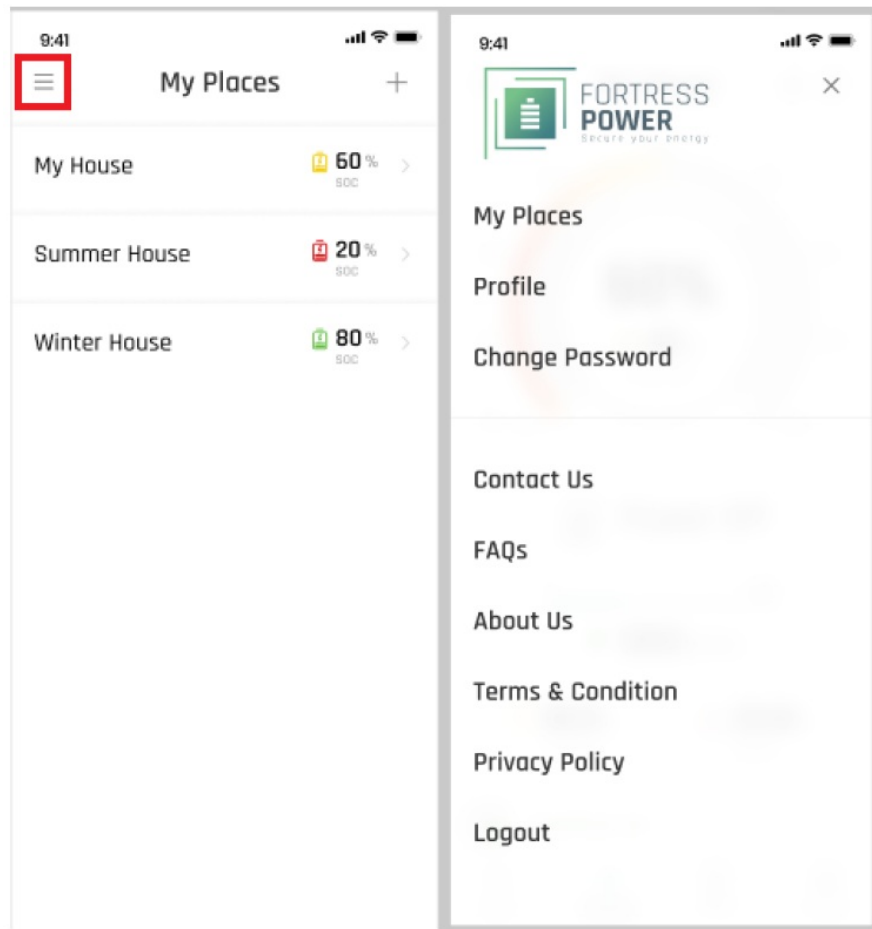 9:41
My Places
My House
60 %
SOC
Summer House
20 %
SOC
Winter House
80 %
SOC
9:41
FORTRESS
POWER
Secure your energy
My Places
Profile
Change Password
Contact Us
FAQs
About Us
Terms & Condition
Privacy Policy
Logout